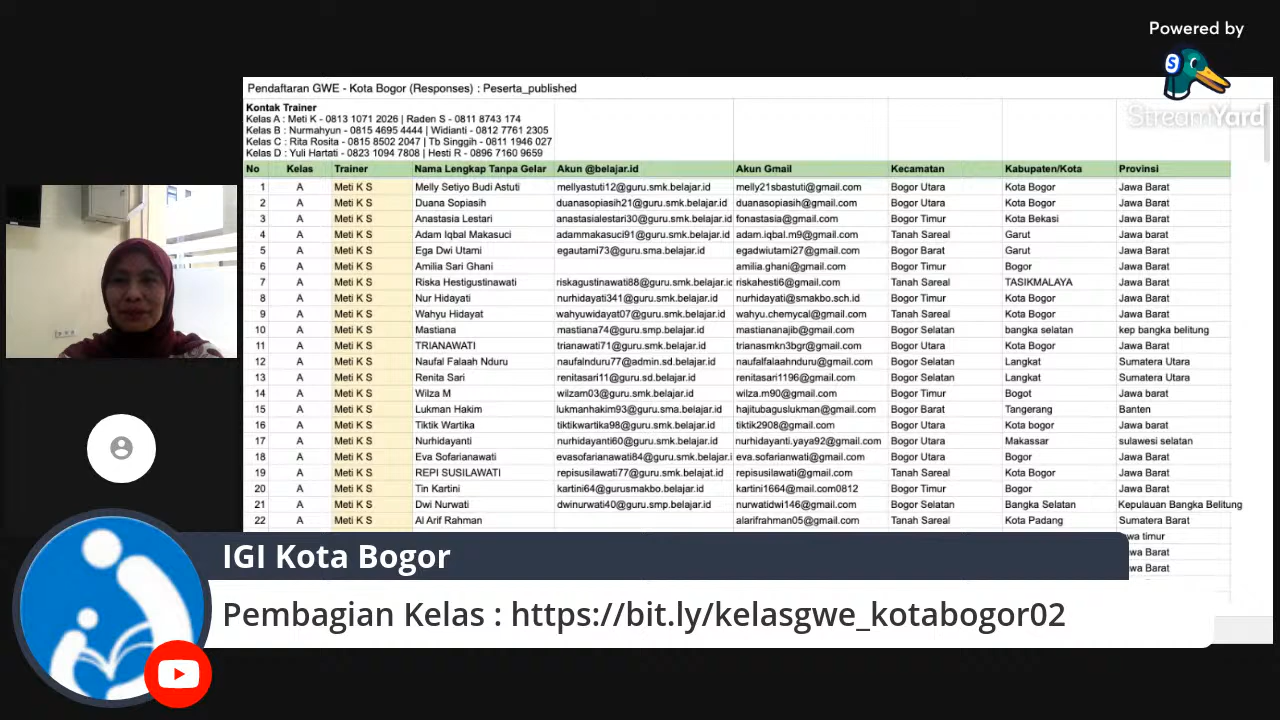 Powered by
S
StreamYard
Pendaftaran GWE - Kota Bogor (Responses) : Peserta_published
Kontak Trainer
Kelas A : Meti K - 0813 1071 2026 | Raden S - 0811 8743 174
Kelas B : Nurmahyun - 0815 4695 4444 | Widianti - 0812 7761 2305
Kelas C : Rita Rosita - 0815 8502 2047 | Tb Singgih - 0811 1946 027
Kelas D : Yuli Hartati - 0823 1094 7808 | Hesti R - 0896 7160 9659
No Kelas Trainer Nama Lengkap Tanpa Gelar Akun @belajar.id Akun Gmail Kecamatan Kabupaten/Kota Provinsi
1 A Meti K S Melly Setiyo Budi Astuti mellyastuti12@guru.smk.belajar.id melly21sbastuti@gmail.com Bogor Utara Kota Bogor Jawa Barat
2 A Meti K S Duana Sopiasih duanasopiasih21@guru.smk.belajar.id duanasopiasih@gmail.com Bogor Utara Kota Bogor Jawa Barat
3 A Meti K S Anastasia Lestari anastasialestari30@guru.smk.belajar.id fonastasia@gmail.com Bogor Timur Kota Bekasi Jawa Barat
4 A Meti K S Adam Iqbal Makasuci adammakasuci91@guru.smk.belajar.id adam.iqbal.m9@gmail.com Tanah Sareal Garut Jawa barat
5 A Meti K S Ega Dwi Utami egautami73@guru.sma.belajar.id egadwiutami27@gmail.com Bogor Barat Garut Jawa Barat
6 A Meti K S Amilia Sari Ghani amilia.ghani@gmail.com Bogor Timur Bogor Jawa Barat
7 A Meti K S Riska Hestigustinawati riskagustinawati88@guru.smk.belajar.id riskahesti6@gmail.com Tanah Sareal TASIKMALAYA Jawa Barat
8 A Meti K S Nur Hidayati nurhidayati341@guru.smk.belajar.id nurhidayati@smakbo.sch.id Bogor Timur Kota Bogor Jawa Barat
9 A Meti K S Wahyu Hidayat wahyuwidayat07@guru.smk.belajar.id wahyu.chemycal@gmail.com Tanah Sareal Kota Bogor Jawa Barat
10 A Meti K S Mastiana mastiana74@guru.smp.belajar.id mastiananajib@gmail.com Bogor Selatan bangka selatan kep bangka belitung
11 A Meti K S TRIANAWATI trianawati71@guru.smk.belajar.id trianasmkn3bgr@gmail.com Bogor Utara Kota Bogor Jawa Barat
12 A Meti K S Naufal Falaah Nduru naufalnduru77@admin.sd.belajar.id naufalfalaahnduru@gmail.com Bogor Selatan Langkat Sumatera Utara
13 A Meti K S Renita Sari renitasari11@guru.sd.belajar.id renitasari1196@gmail.com Bogor Selatan Langkat Sumatera Utara
14 A Meti K S Wilza M wilzam03@guru.smk.belajar.id wilza.m90@gmail.com Bogor Timur Bogot Jawa barat
15 A Meti K S Lukman Hakim lukmanhakim93@guru.sma.belajar.id hajitubaguslukman@gmail.com Bogor Barat Tangerang Banten
16 A Meti K S Tiktik Wartika tiktikwartika98@guru.smk.belajar.id tiktik2908@gmail.com Bogor Utara Kota bogor Jawa Barat
17 A Meti K S Nurhidayanti nurhidayanti60@guru.smk.belajar.id nurhidayanti.yaya92@gmail.com Bogor Utara Makassar sulawesi selatan
18 A Meti K S Eva Sofarianawati evasofarianawati84@guru.smk.belajar.i eva.sofarianwati@gmail.com Bogor Utara Bogor Jawa Barat
19 A Meti K S REPI SUSILAWATI repisusilawati77@guru.smk.belajat.id repisusilawati@gmail.com Tanah Sareal Kota Bogor Jawa Barat
20 A Meti K S Tin Kartini kartini64@gurusmakbo.belajar.id kartini1664@mail.com0812 Bogor Timur Bogor Jawa Barat
21 A Meti K S Dwi Nurwati dwinurwati40@guru.smp.belajar.id nurwatidwi146@gmail.com Bogor Selatan Bangka Selatan Kepulauan Bangka Belitung
22 A Meti K S Al Arif Rahman alarifrahman05@gmail.com Tanah Sareal Kota Padang Sumatera Barat
wa timur
wa Barat
wa Barat
IGI Kota Bogor
Pembagian Kelas : https://bit.ly/kelasgwe_kotabogor02